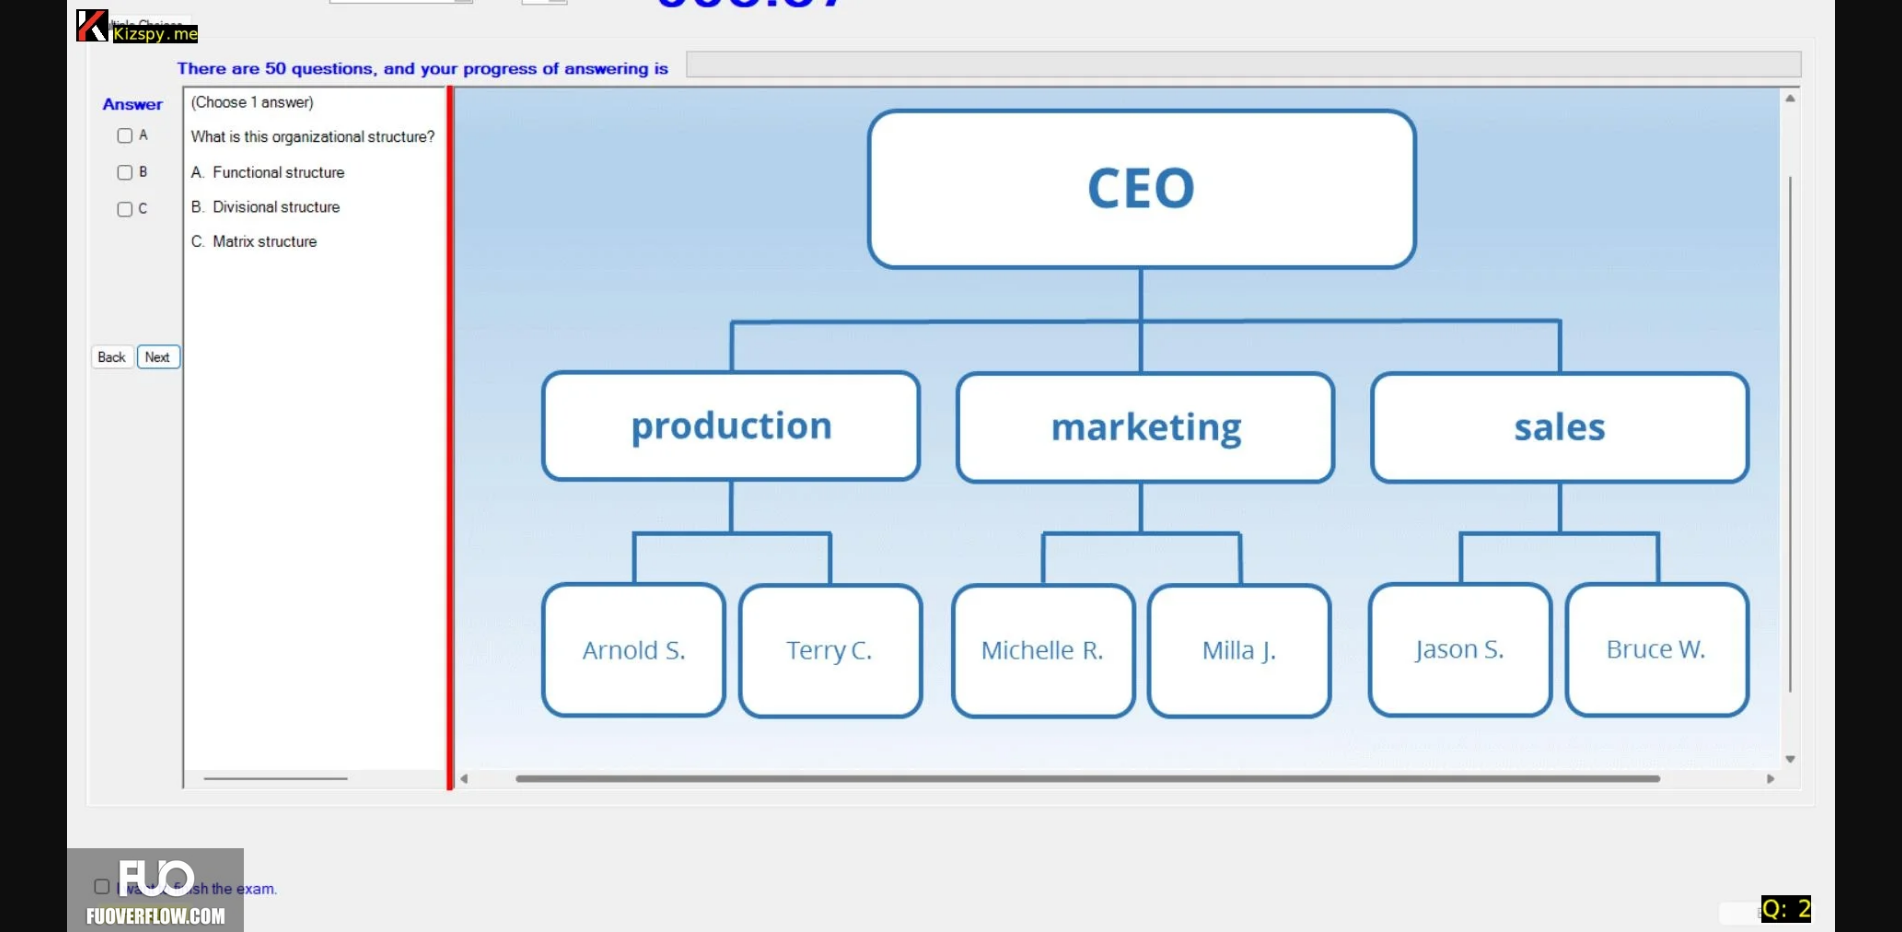 Kizspy.me
There are 50 questions, and your progress of answering is
Answer
A
B
C
Back
Next
(Choose 1 answer)
What is this organizational structure?
A. Functional structure
B. Divisional structure
C. Matrix structure
CEO
production
marketing
sales
Arnold S.
Terry C.
Michelle R.
Milla J.
Jason S.
Bruce W.
FUO
the exam.
FUOVERFLOW.COM
Q: 2